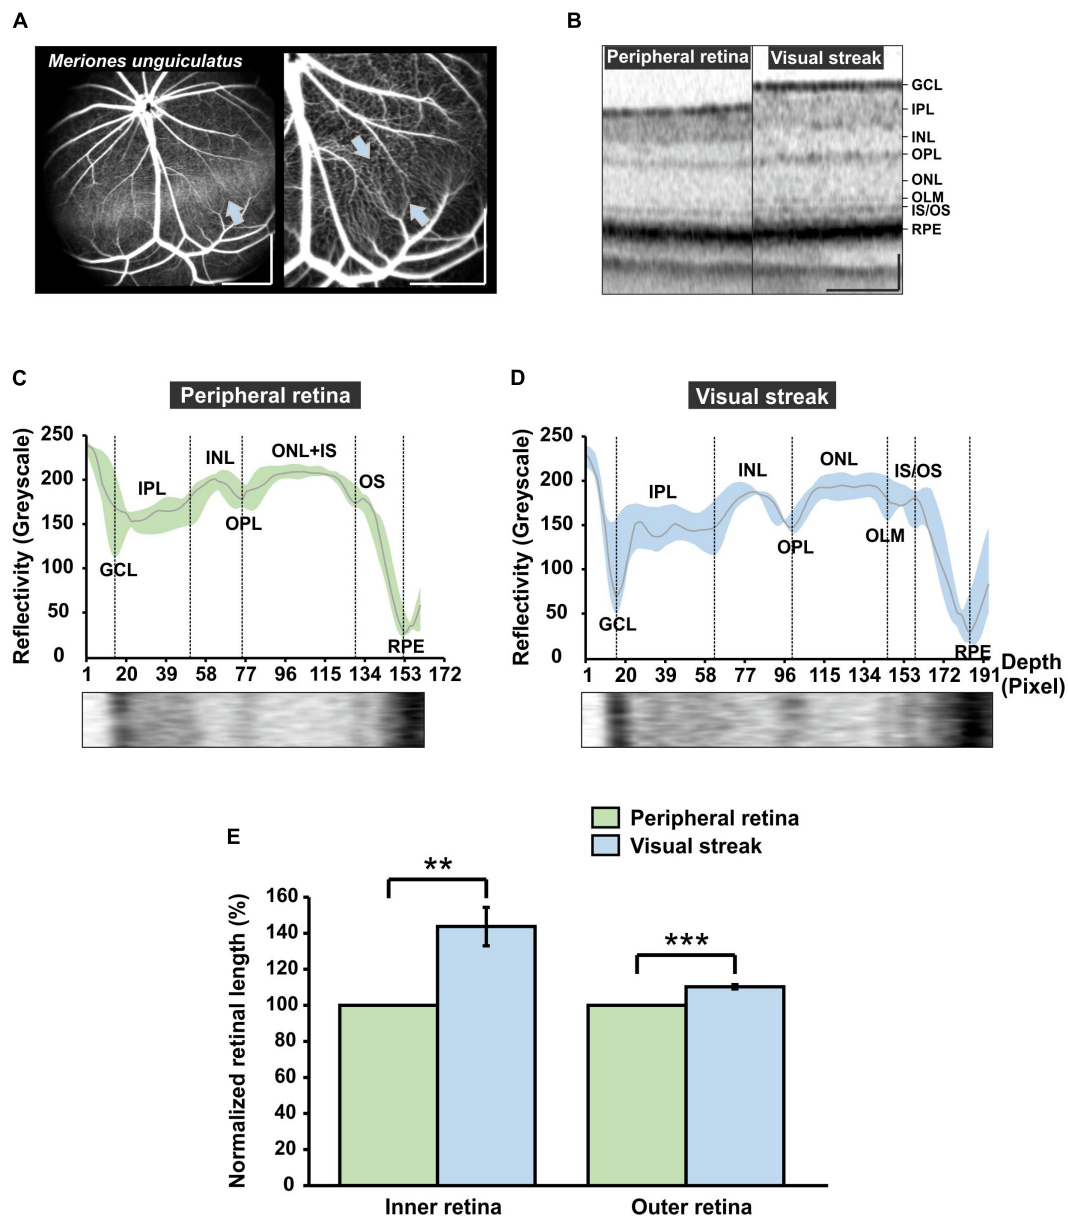 A
Meriones unguiculatus
B
Peripheral retina
Visual streak
GCL
IPL
INL
OPL
ONL
OLM
IS/OS
RPE
C
Peripheral retina
Reflectivity (Greyscale)
250
200
150
100
50
0
GCL
IPL
INL
OPL
ONL+IS
OS
RPE
1 20 39 58 77 96 115 134 153 172
D
Visual streak
Reflectivity (Greyscale)
250
200
150
100
50
0
GCL
IPL
INL
OPL
ONL
OLM
IS/OS
RPE
1 20 39 58 77 96 115 134 153 172 191
Depth
(Pixel)
E
Peripheral retina
Visual streak
Normalized retinal length (%)
160
140
120
100
80
60
40
20
0
**
***
Inner retina
Outer retina